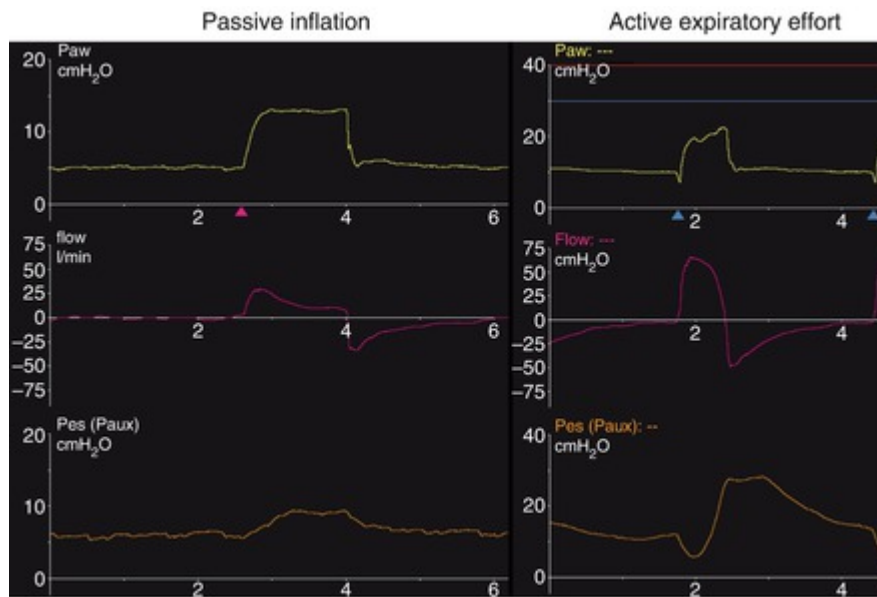 Passive inflation
Active expiratory effort
Paw
cmH₂O
20
10
0
2
4
6
flow
l/min
75
50
25
0
−25
−50
−75
2
4
6
Pes (Paux)
cmH₂O
20
10
0
2
4
6
Paw: ---
cmH₂O
40
20
0
2
4
Flow: ---
cmH₂O
75
50
25
0
−25
−50
−75
2
4
Pes (Paux): --
cmH₂O
40
20
0
2
4